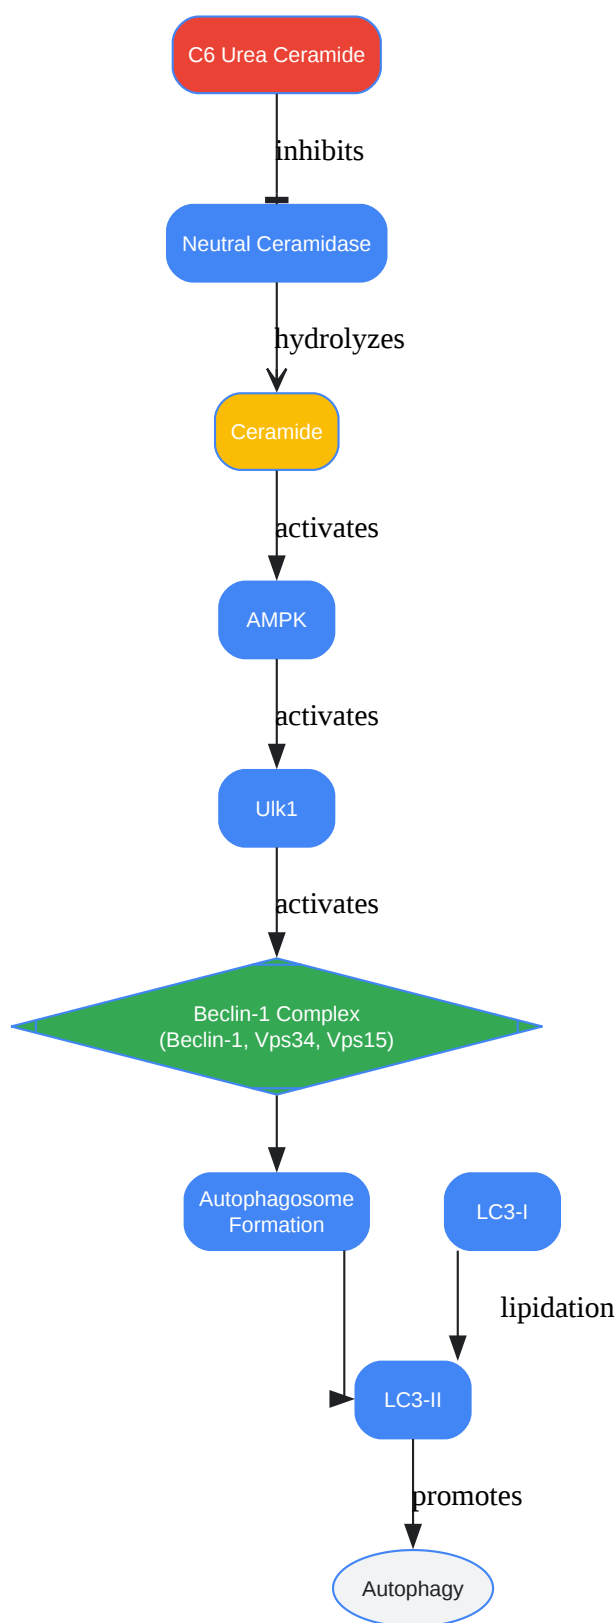 C6 Urea Ceramide
inhibits
Neutral Ceramidase
hydrolyzes
Ceramide
activates
AMPK
activates
Ulk1
activates
Beclin-1 Complex
(Beclin-1, Vps34, Vps15)
Autophagosome
Formation
LC3-I
lipidation
LC3-II
promotes
Autophagy